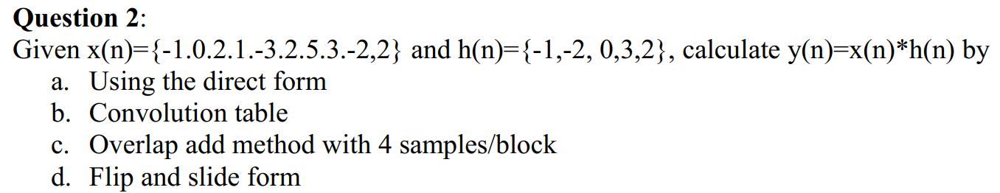 Question 2:
Given x(n)={-1.0.2.1.-3.2.5.3.-2,2} and h(n)={-1,-2, 0,3,2}, calculate y(n)=x(n)*h(n) by
a. Using the direct form
b. Convolution table
c. Overlap add method with 4 samples/block
d. Flip and slide form